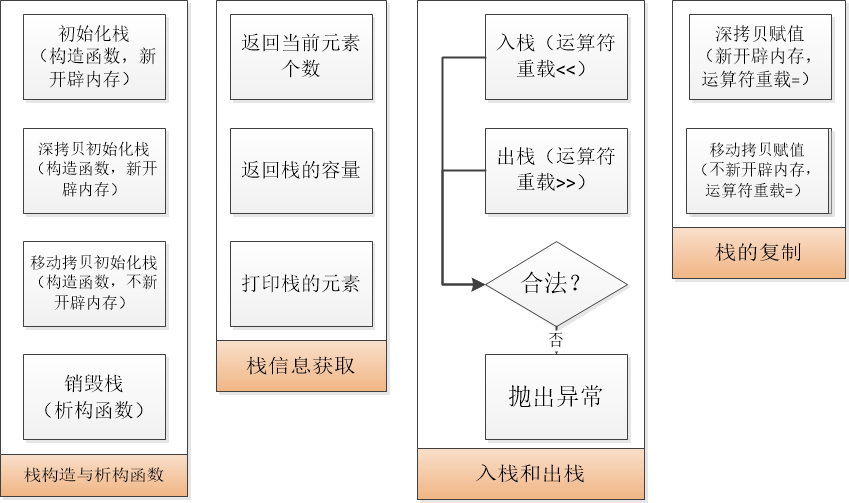 初始化栈
（构造函数，新
开辟内存）
深拷贝初始化栈
（构造函数，新开
辟内存）
移动拷贝初始化栈
（构造函数，不新
开辟内存）
销毁栈
（析构函数）
栈构造与析构函数
返回当前元素
个数
返回栈的容量
打印栈的元素
栈信息获取
入栈（运算符
重载<<）
出栈（运算符
重载>>）
合法？
否
抛出异常
入栈和出栈
深拷贝赋值
（新开辟内存，
运算符重载=）
移动拷贝赋值
（不新开辟内存，
运算符重载=）
栈的复制